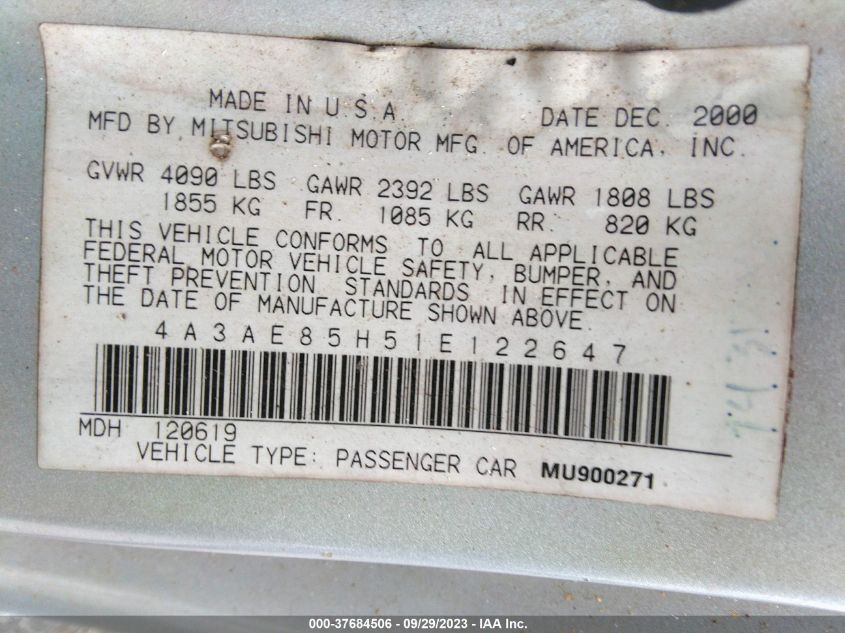 MADE IN U.S.A DATE DEC. 2000
MFD BY MITSUBISHI MOTOR MFG. OF AMERICA, INC.
GVWR 4090 LBS GAWR 2392 LBS GAWR 1808 LBS
1855 KG FR. 1085 KG RR. 820 KG
THIS VEHICLE CONFORMS TO ALL APPLICABLE
FEDERAL MOTOR VEHICLE SAFETY, BUMPER, AND
THEFT PREVENTION STANDARDS IN EFFECT ON
THE DATE OF MANUFACTURE SHOWN ABOVE.
4A3AE85H51E122647
MDH 120619
VEHICLE TYPE: PASSENGER CAR MU900271
000-37684506 / 09/29/2023 / IAA Inc.